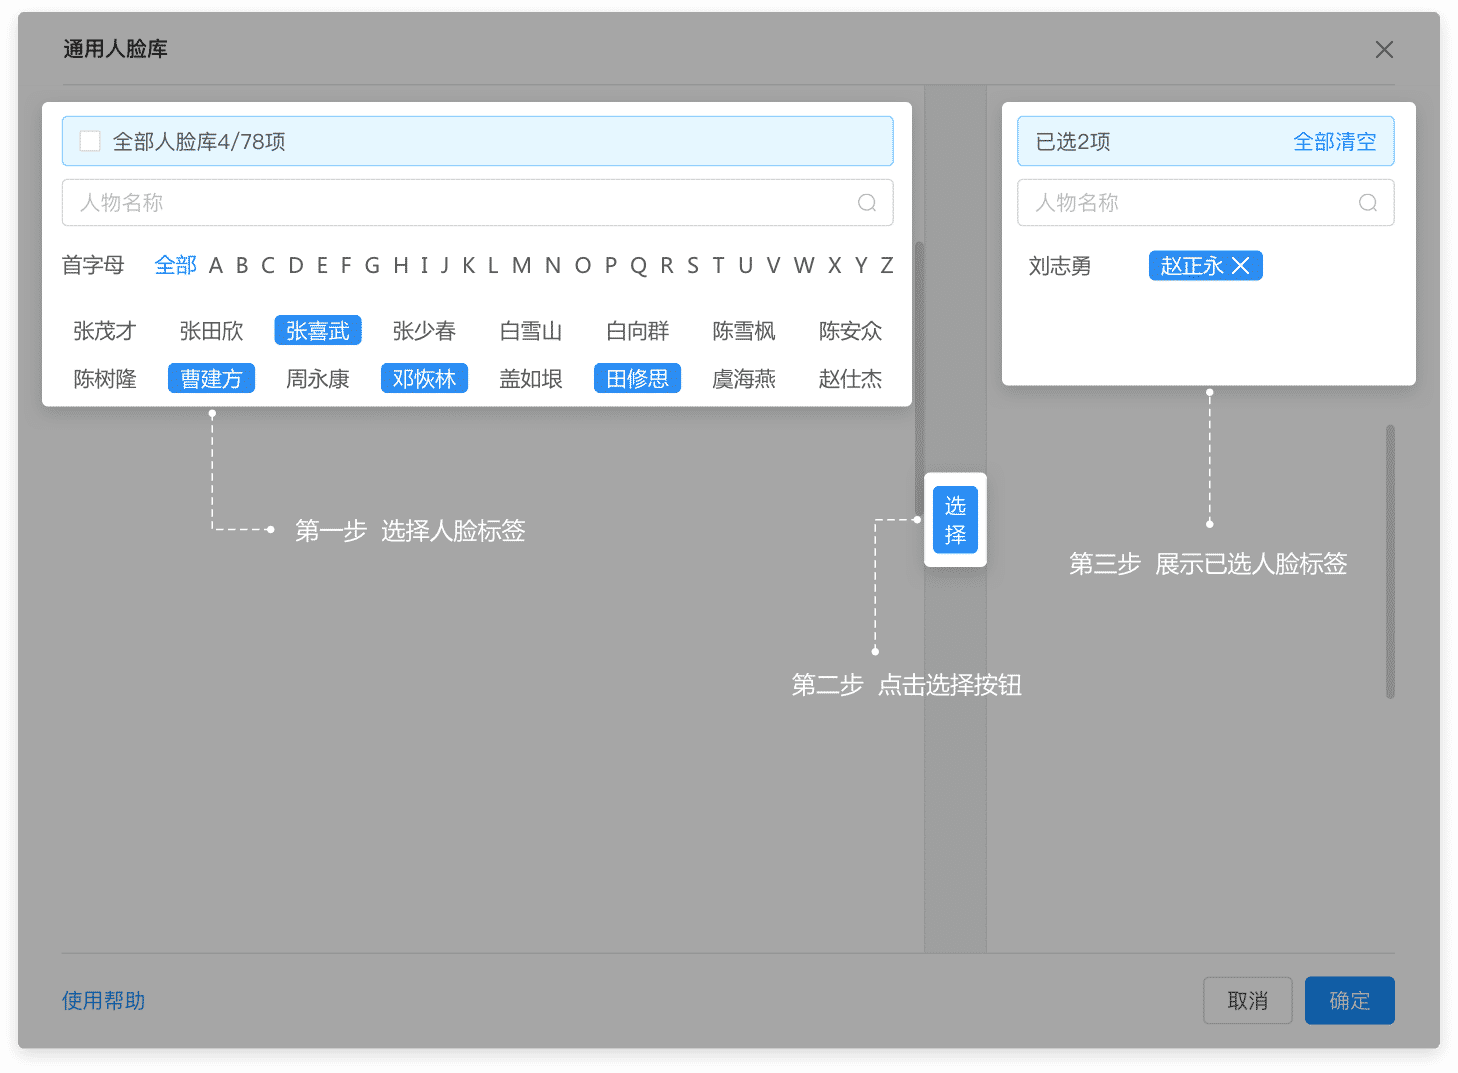 通用人脸库
全部人脸库4/78项
人物名称
首字母 全部 A B C D E F G H I J K L M N O P Q R S T U V W X Y Z
张茂才 张田欣 张喜武 张少春 白雪山 白向群 陈雪枫 陈安众
陈树隆 曹建方 周永康 邓恢林 盖如垠 田修思 虞海燕 赵仕杰
已选2项 全部清空
人物名称
刘志勇 赵正永
第一步 选择人脸标签
选
择
第二步 点击选择按钮
第三步 展示已选人脸标签
使用帮助
取消 确定